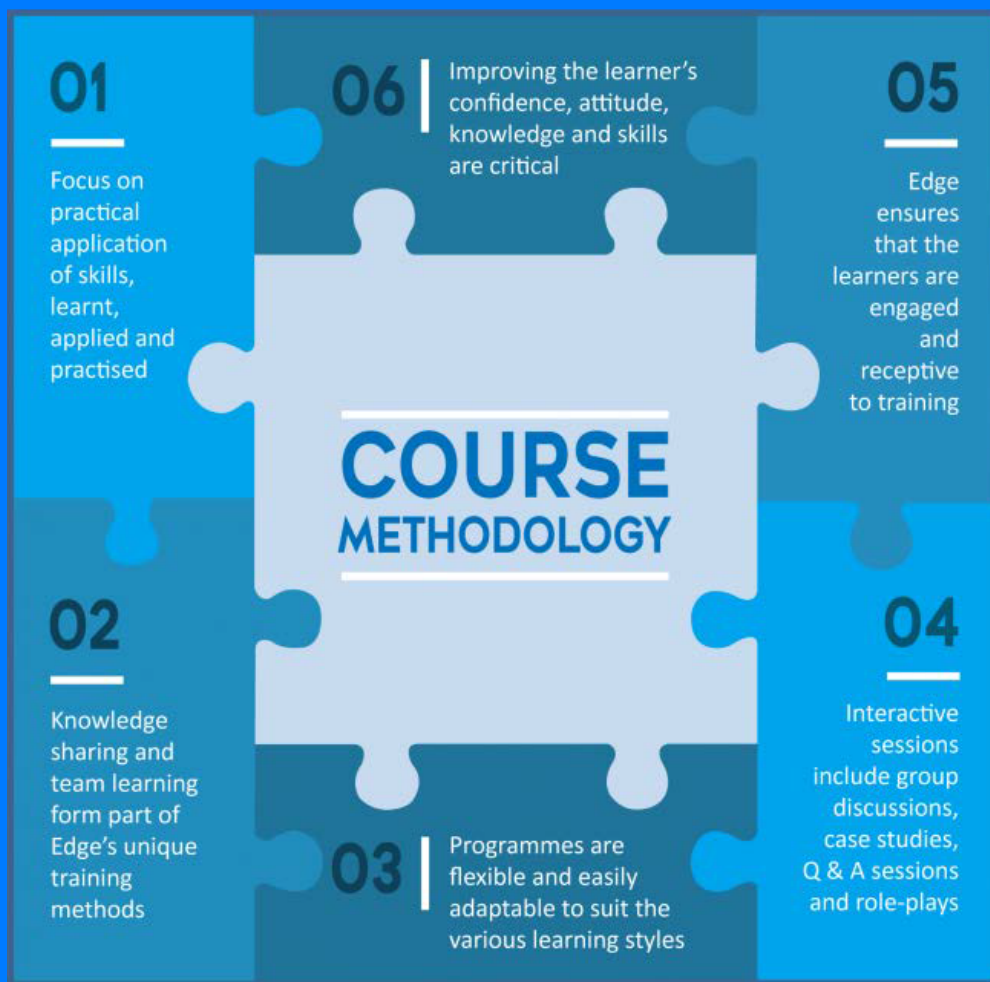 01
Focus on
practical
application
of skills,
learnt,
applied and
practised
02
Knowledge
sharing and
team learning
form part of
Edge's unique
training
methods
03
Programmes are
flexible and easily
adaptable to suit the
various learning styles
04
Interactive
sessions
include group
discussions,
case studies,
Q & A sessions
and role-plays
05
Edge
ensures
that the
learners are
engaged
and
receptive
to training
06
Improving the learner's
confidence, attitude,
knowledge and skills
are critical
COURSE
METHODOLOGY